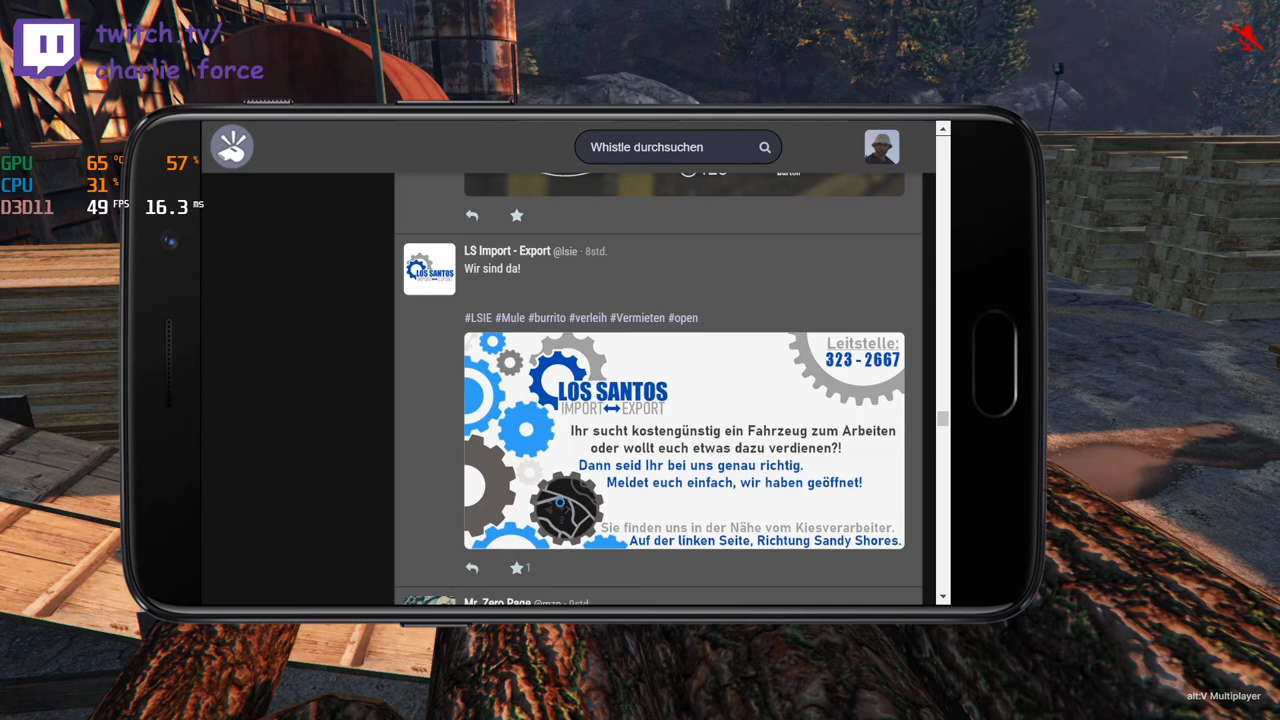 twitch.tv/
charlie_force
GPU 65 °C 57 %
CPU 31 %
D3D11 49 FPS 16.3 ms
Whistle durchsuchen
LS Import - Export @lsie · 8std.
Wir sind da!
#LSIE #Mule #burrito #verleih #Vermieten #open
Leitstelle:
323 - 2667
LOS SANTOS
IMPORT EXPORT
Ihr sucht kostengünstig ein Fahrzeug zum Arbeiten
oder wollt euch etwas dazu verdienen?!
Dann seid Ihr bei uns genau richtig.
Meldet euch einfach, wir haben geöffnet!
Sie finden uns in der Nähe vom Kiesverarbeiter.
Auf der linken Seite, Richtung Sandy Shores.
1
Mr. Zero Page @mzp · 9std.
alt:V Multiplayer